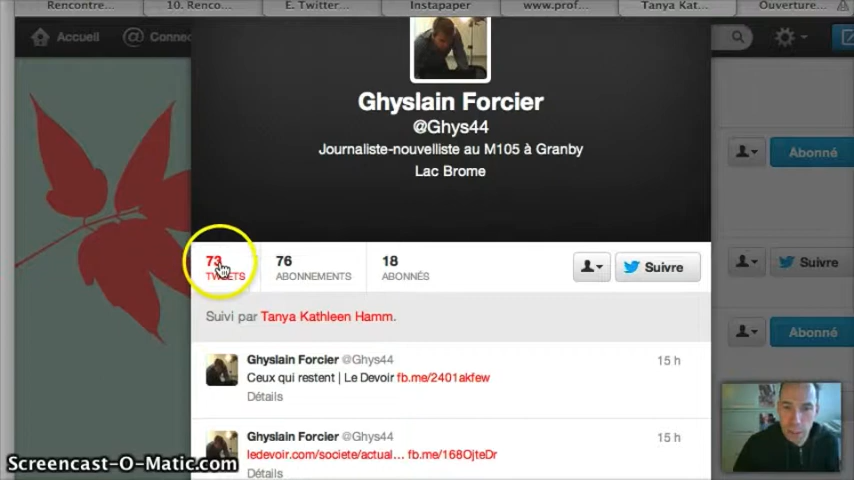 Rencontre... 10. Renco... E. Twitter... Instapaper www.prof... Tanya Kat... Ouverture...
Accueil @ Connec
Ghyslain Forcier
@Ghys44
Journaliste-nouvelliste au M105 à Granby
Lac Brome
73 76 18
TWEETS ABONNEMENTS ABONNÉS
Suivre
Abonné
Suivre
Abonné
Suivi par Tanya Kathleen Hamm.
Ghyslain Forcier @Ghys44 15 h
Ceux qui restent | Le Devoir fb.me/2401akfew
Détails
Ghyslain Forcier @Ghys44 15 h
ledevoir.com/societe/actual... fb.me/168OjteDr
Détails
Screencast-O-Matic.com